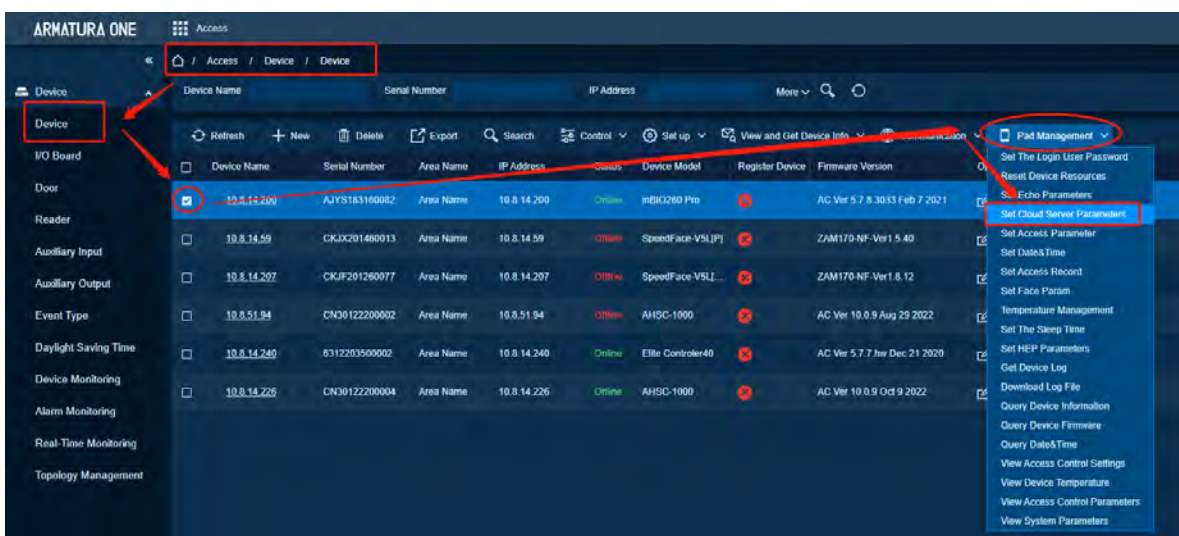 ARMATURA ONE
Access
« / Access / Device / Device
Device
Device Name Serial Number IP Address More
Device
Refresh New Delete Export Search Control Set up View and Get Device Info Pad Management
I/O Board
Device Name Serial Number Area Name IP Address Status Device Model Register Device Firmware Version
Door
10.8.14.200 AJYS183160082 Area Name 10.8.14.200 Online inBIO260 Pro AC Ver 5.7.8.3033 Feb 7 2021
Reader
10.8.14.59 CKJX201460013 Area Name 10.8.14.59 Offline SpeedFace-V5L[P] ZAM170-NF-Ver1.5.40
Auxiliary Input
Auxiliary Output
10.8.14.207 CKJF201260077 Area Name 10.8.14.207 Offline SpeedFace-V5L[... ZAM170-NF-Ver1.8.12
Event Type
10.8.51.94 CN30122200002 Area Name 10.8.51.94 Offline AHSC-1000 AC Ver 10.0.9 Aug 29 2022
Daylight Saving Time
10.8.14.240 6312203500002 Area Name 10.8.14.240 Online Elite Controler40 AC Ver 5.7.7.hw Dec 21 2020
Device Monitoring
10.8.14.226 CN30122200004 Area Name 10.8.14.226 Online AHSC-1000 AC Ver 10.0.9 Oct 9 2022
Alarm Monitoring
Real-Time Monitoring
Topology Management
Set The Login User Password
Reset Device Resources
Set Echo Parameters
Set Cloud Server Parameters
Set Access Parameter
Set Date&Time
Set Access Record
Set Face Param
Temperature Management
Set The Sleep Time
Set HEP Parameters
Get Device Log
Download Log File
Query Device Information
Query Device Firmware
Query Date&Time
View Access Control Settings
View Device Temperature
View Access Control Parameters
View System Parameters